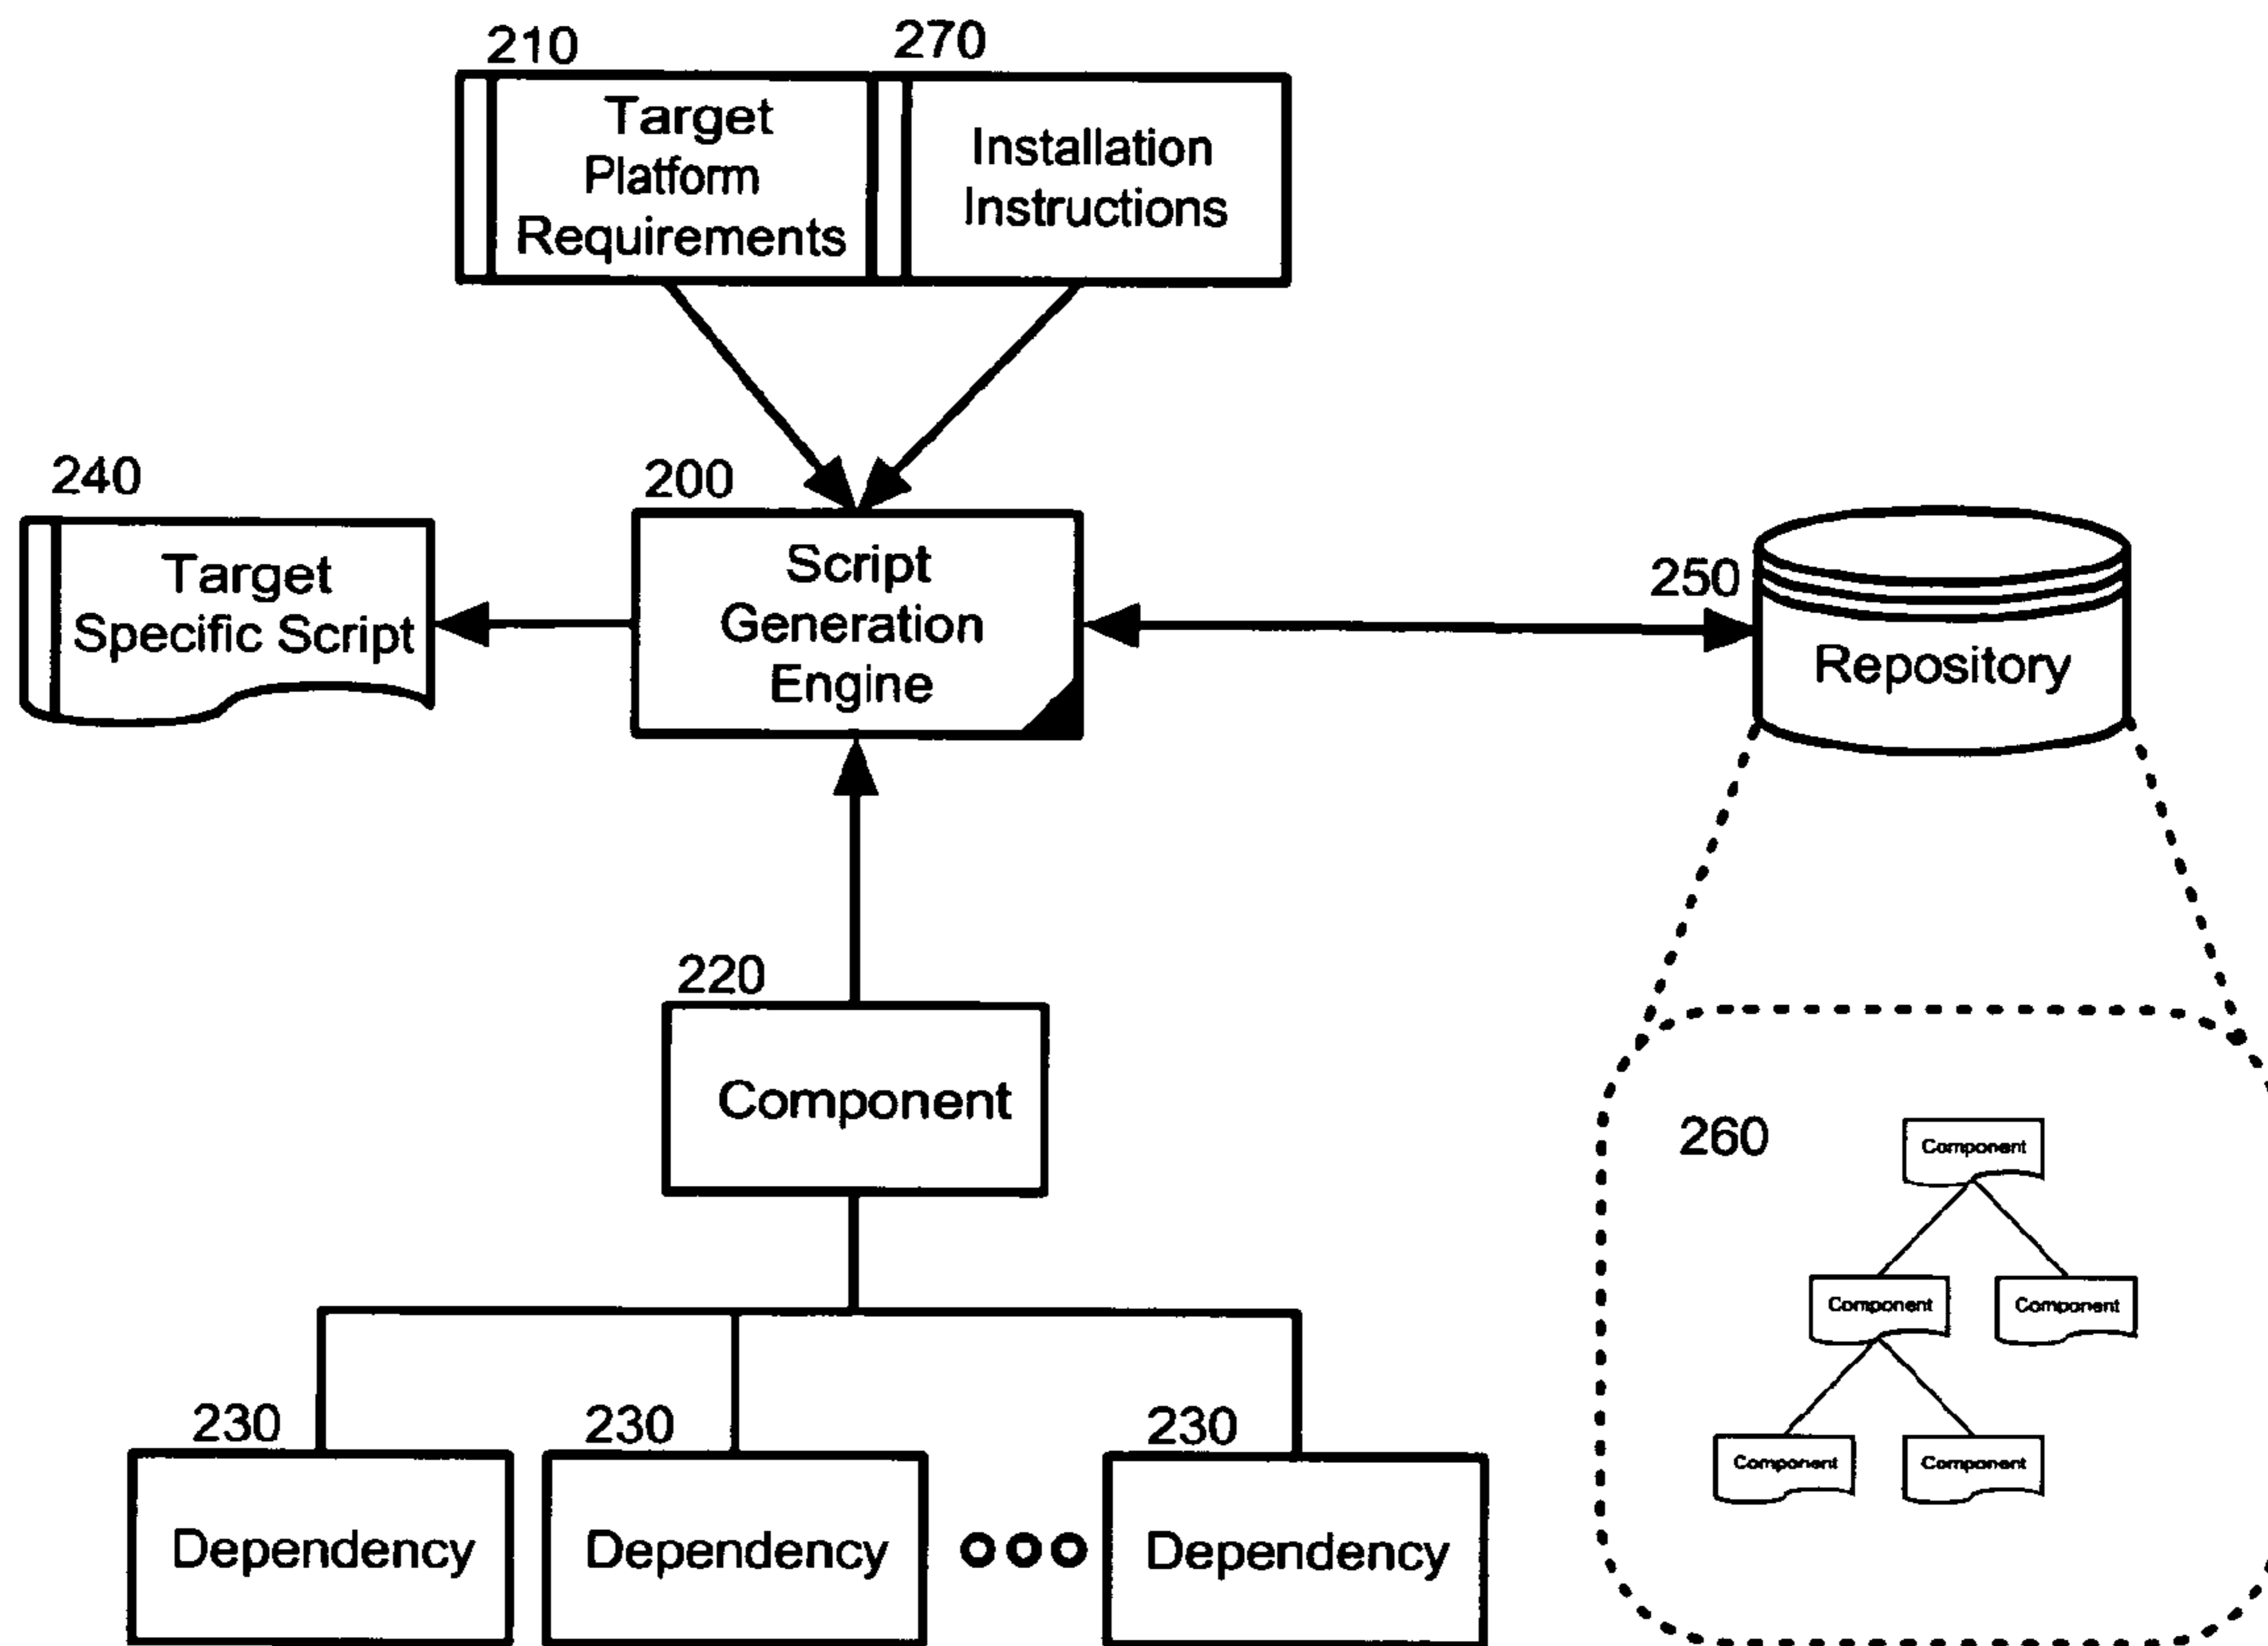 210
270
Target
Platform
Requirements
Installation
Instructions
240
Target
Specific Script
200
Script
Generation
Engine
250
Repository
220
Component
260
Component
Component
Component
Component
Component
230
230
230
Dependency
Dependency
Dependency